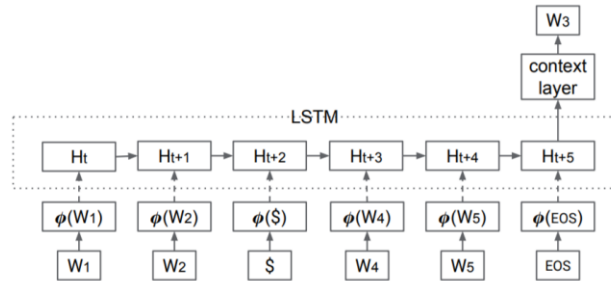 W3
context
layer
LSTM
Ht Ht+1 Ht+2 Ht+3 Ht+4 Ht+5
ϕ(W1) ϕ(W2) ϕ($) ϕ(W4) ϕ(W5) ϕ(EOS)
W1 W2 $ W4 W5 EOS